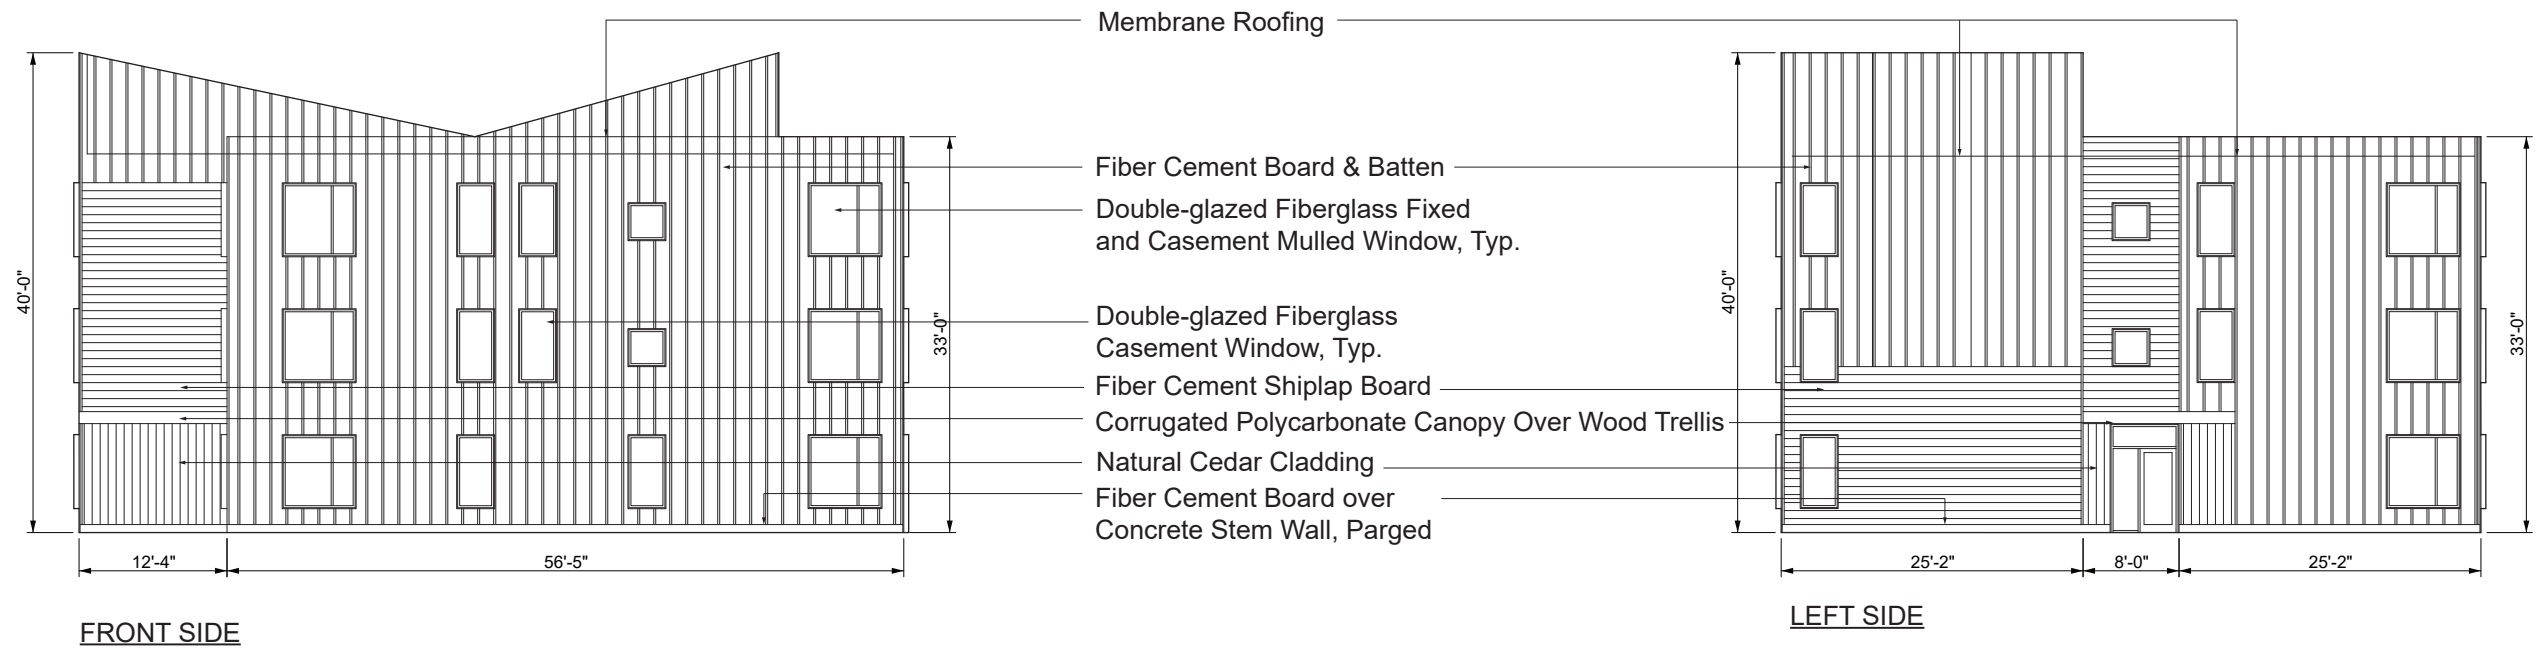 Membrane Roofing
Fiber Cement Board & Batten
Double-glazed Fiberglass Fixed
and Casement Mulled Window, Typ.
Double-glazed Fiberglass
Casement Window, Typ.
Fiber Cement Shiplap Board
Corrugated Polycarbonate Canopy Over Wood Trellis
Natural Cedar Cladding
Fiber Cement Board over
Concrete Stem Wall, Parged
40'-0"
33'-0"
12'-4"
56'-5"
FRONT SIDE
40'-0"
33'-0"
25'-2"
8'-0"
25'-2"
LEFT SIDE